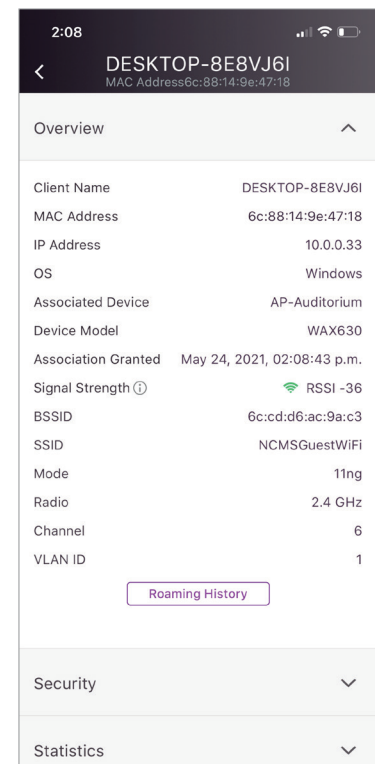 2:08
DESKTOP-8E8VJ6I
MAC Address6c:88:14:9e:47:18
Overview
Client Name DESKTOP-8E8VJ6I
MAC Address 6c:88:14:9e:47:18
IP Address 10.0.0.33
OS Windows
Associated Device AP-Auditorium
Device Model WAX630
Association Granted May 24, 2021, 02:08:43 p.m.
Signal Strength RSSI -36
BSSID 6c:cd:d6:ac:9a:c3
SSID NCMSGuestWiFi
Mode 11ng
Radio 2.4 GHz
Channel 6
VLAN ID 1
Roaming History
Security
Statistics